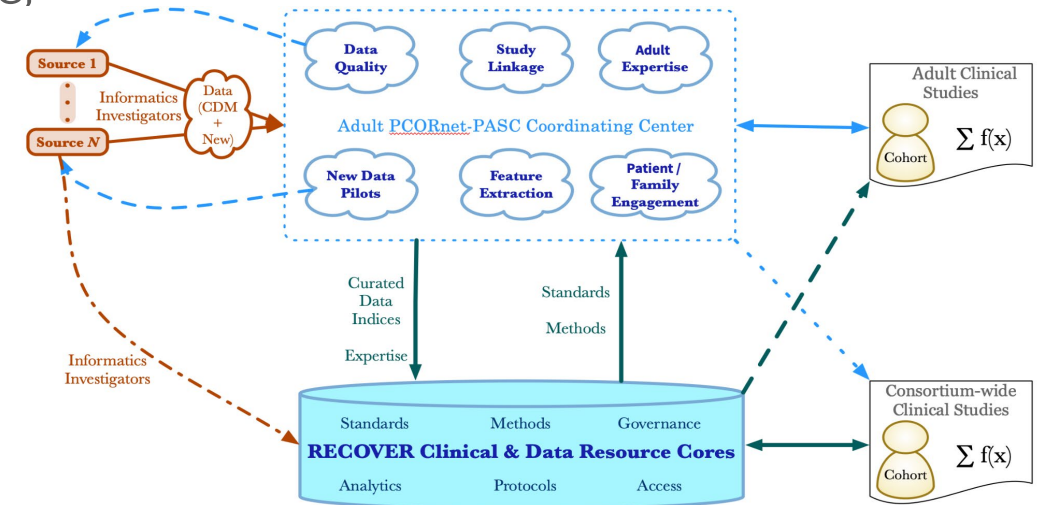 Source 1
Source N
Informatics
Investigators
Data
(CDM
+
New)
Data
Quality
Study
Linkage
Adult
Expertise
Adult PCORnet-PASC Coordinating Center
New Data
Pilots
Feature
Extraction
Patient /
Family
Engagement
Adult Clinical
Studies
Cohort
∑ f(x)
Curated
Data
Indices
Expertise
Standards
Methods
Informatics
Investigators
Standards Methods Governance
RECOVER Clinical & Data Resource Cores
Analytics Protocols Access
Consortium-wide
Clinical Studies
Cohort
∑ f(x)